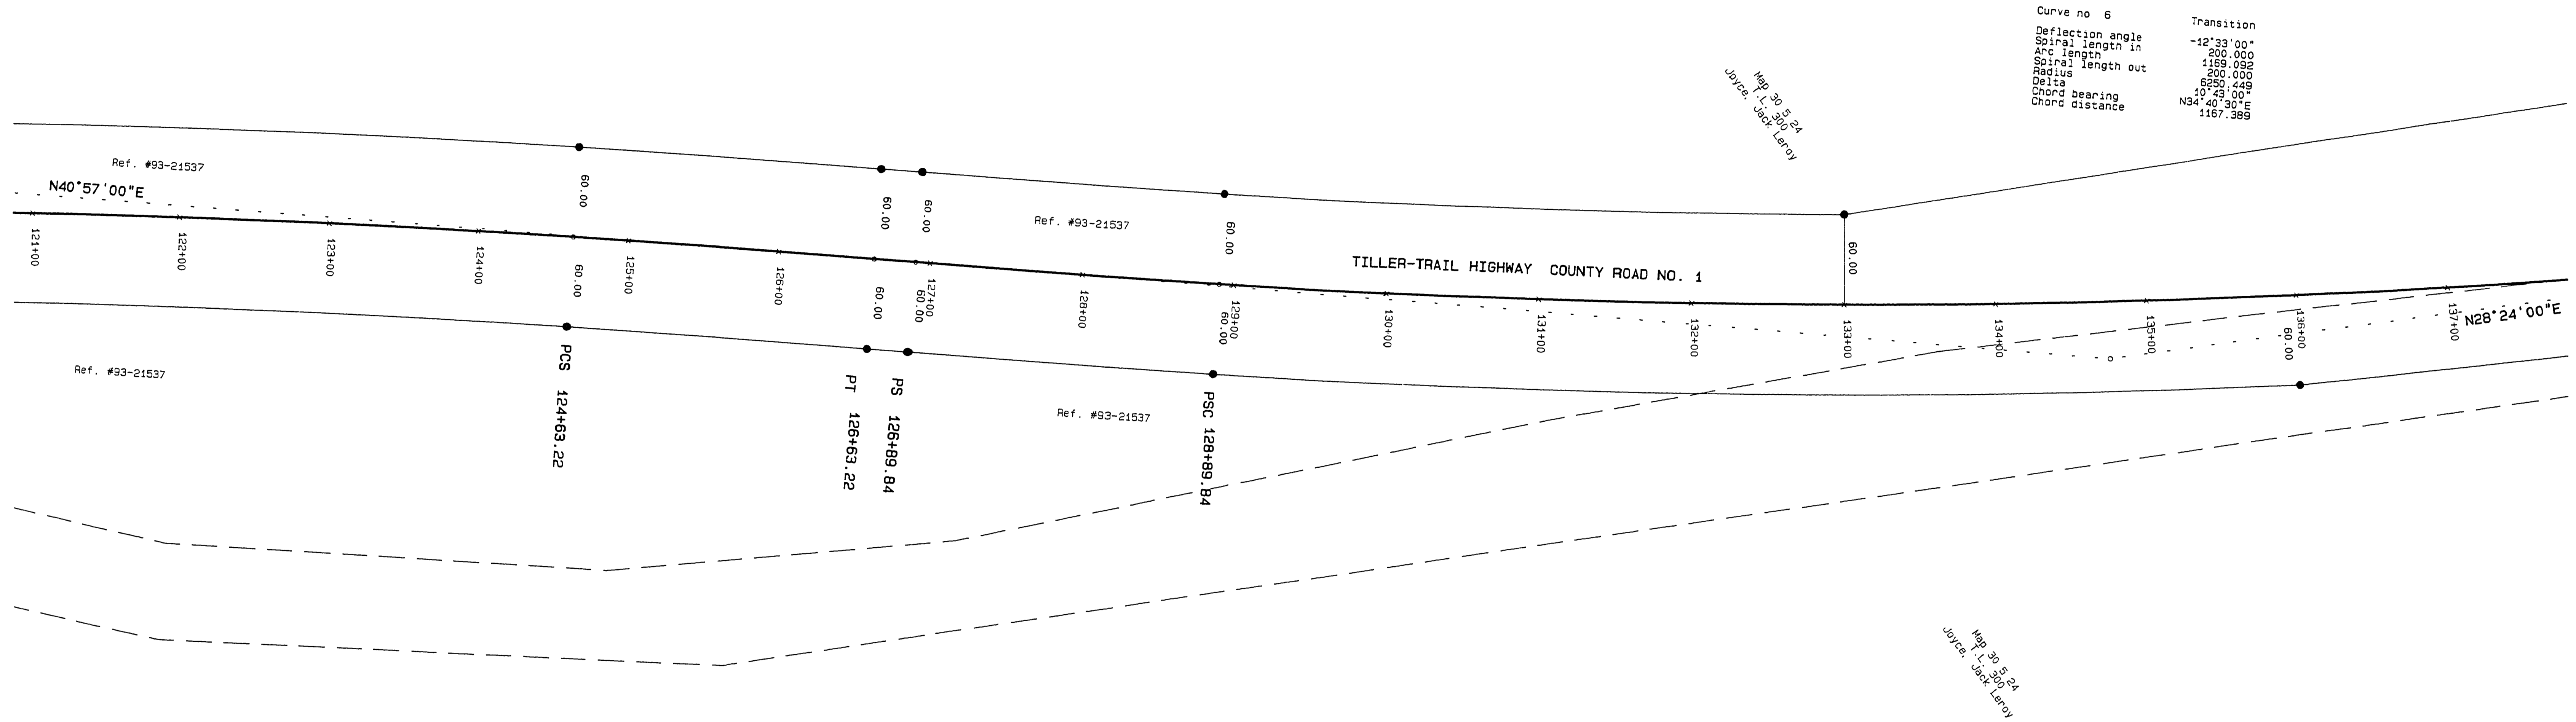 Curve no 6 Transition
Deflection angle -12°33'00"
Spiral length in 200.000
Arc length 1169.092
Spiral length out 200.000
Radius 6250.449
Delta 10°43'00"
Chord bearing N34°40'30"E
Chord distance 1167.389
Map 30 5 24
T.L. 300
Joyce, Jack Leroy
Ref. #93-21537
N40°57'00"E
60.00
60.00
60.00
60.00
60.00
Ref. #93-21537
TILLER-TRAIL HIGHWAY COUNTY ROAD NO. 1
121+00
122+00
123+00
124+00
60.00
125+00
126+00
60.00
60.00
127+00
128+00
129+00
60.00
130+00
131+00
132+00
133+00
134+00
135+00
136+00
60.00
137+00
N28°24'00"E
Ref. #93-21537
PCS 124+63.22
PT 126+63.22
PS 126+89.84
Ref. #93-21537
PSC 128+89.84
Map 30 5 24
T.L. 300
Joyce, Jack Leroy